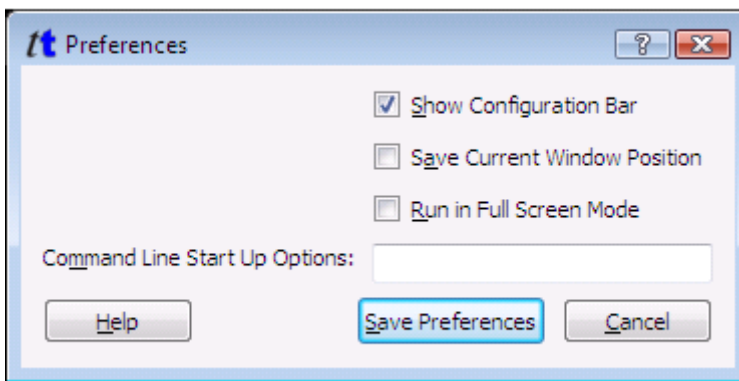 tt Preferences ?
Show Configuration Bar
Save Current Window Position
Run in Full Screen Mode
Command Line Start Up Options:
Help Save Preferences Cancel